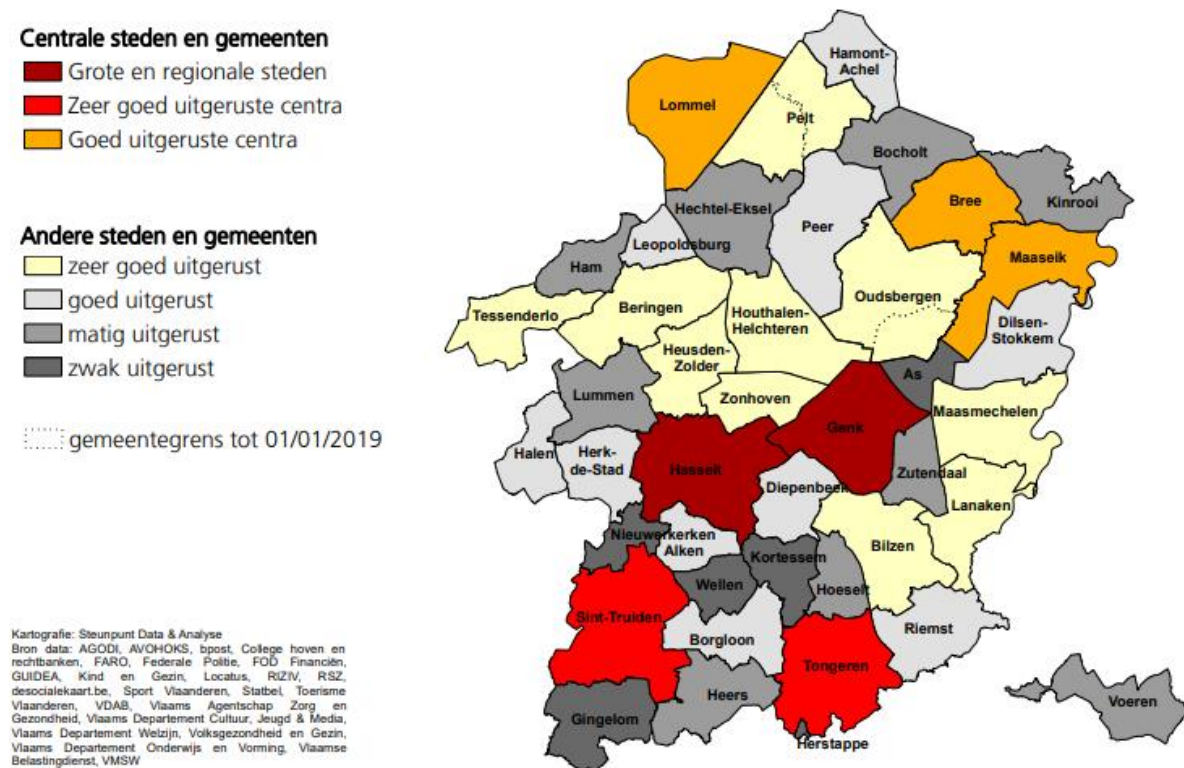 Centrale steden en gemeenten
Grote en regionale steden
Zeer goed uitgeruste centra
Goed uitgeruste centra
Andere steden en gemeenten
zeer goed uitgerust
goed uitgerust
matig uitgerust
zwak uitgerust
gemeentegrens tot 01/01/2019
Kartografie: Steunpunt Data & Analyse
Bron data: AGODI, AVOHOKS, bpost, College hoven en
rechtbanken, FARO, Federale Politie, FOD Financiën,
GUIDEA, Kind en Gezin, Locatus, RIZIV, RSZ,
desocialekaart.be, Sport Vlaanderen, Statbel, Toerisme
Vlaanderen, VDAB, Vlaams Agentschap Zorg en
Gezondheid, Vlaams Departement Cultuur, Jeugd & Media,
Vlaams Departement Welzijn, Volksgezondheid en Gezin,
Vlaams Departement Onderwijs en Vorming, Vlaamse
Belastingdienst, VMSW
Hamont-
Achel
Lommel
Pelt
Bocholt
Bree
Kinrooi
Hechtel-Eksel
Peer
Leopoldsburg
Ham
Maaseik
Oudsbergen
Beringen
Tessenderlo
Houthalen-
Helchteren
Dilsen-
Stokkem
Heusden-
Zolder
As
Lummen
Zonhoven
Maasmechelen
Genk
Halen
Herk-
de-Stad
Hasselt
Zutendaal
Diepenbeek
Lanaken
Nieuwerkerken
Alken
Bilzen
Kortessem
Wellen
Hoeselt
Sint-Truiden
Riemst
Borgloon
Tongeren
Heers
Voeren
Gingelom
Herstappe